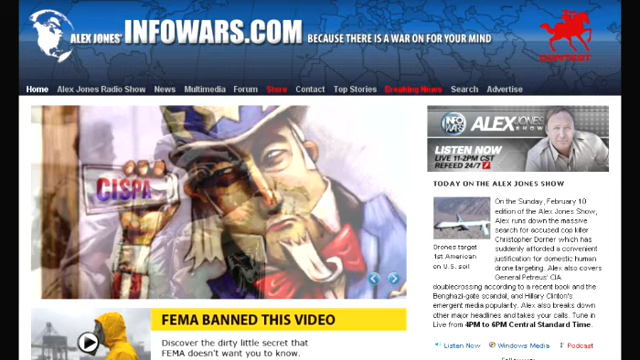 ALEX JONES' INFOWARS.COM BECAUSE THERE IS A WAR ON FOR YOUR MIND
CONTEST
Home Alex Jones Radio Show News Multimedia Forum Store Contact Top Stories Breaking News Search Advertise
CISPA
INFO WARS ALEX JONES SHOW
LISTEN NOW
LIVE 11-2PM CST
REFEED 24/7
TODAY ON THE ALEX JONES SHOW
On the Sunday, February 10
edition of the Alex Jones Show,
Alex runs down the massive
search for accused cop killer
Christopher Dorner which has
suddenly afforded a convenient
justification for domestic human
drone targeting. Alex also covers
Drones target
1st American
on U.S. soil
General Petreus' CIA
doublecrossing according to a recent book and the
Benghazi-gate scandal, and Hillary Clinton's
emergent media popularity. Alex also breaks down
other major headlines and takes your calls. Tune in
Live from 4PM to 6PM Central Standard Time.
Listen Now Windows Media Podcast
FEMA BANNED THIS VIDEO
Discover the dirty little secret that
FEMA doesn't want you to know.